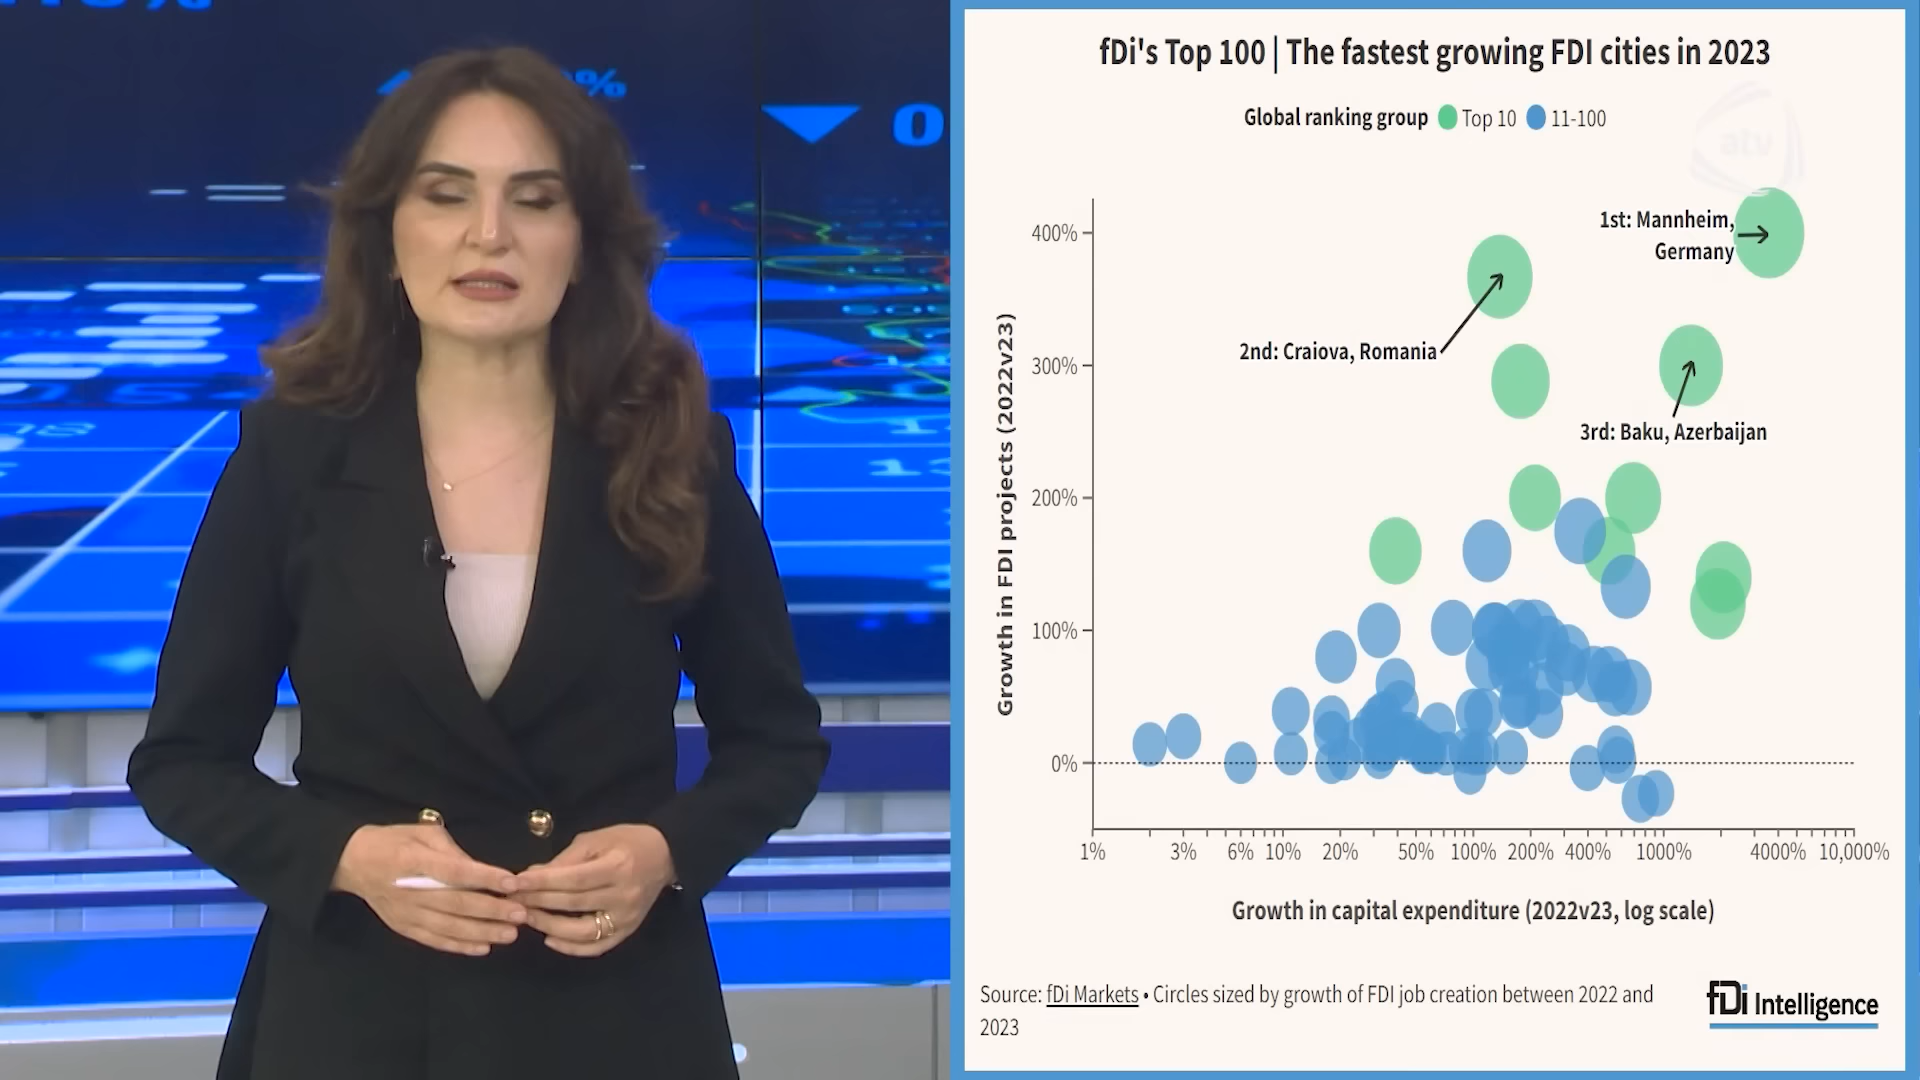 fDi's Top 100 | The fastest growing FDI cities in 2023
Global ranking group Top 10 11-100
atv
1st: Mannheim,
Germany
2nd: Craiova, Romania
3rd: Baku, Azerbaijan
Growth in FDI projects (2022v23)
400%
300%
200%
100%
0%
1% 3% 6% 10% 20% 50% 100% 200% 400% 1000% 4000% 10,000%
Growth in capital expenditure (2022v23, log scale)
Source: fDi Markets • Circles sized by growth of FDI job creation between 2022 and
2023
fDi Intelligence